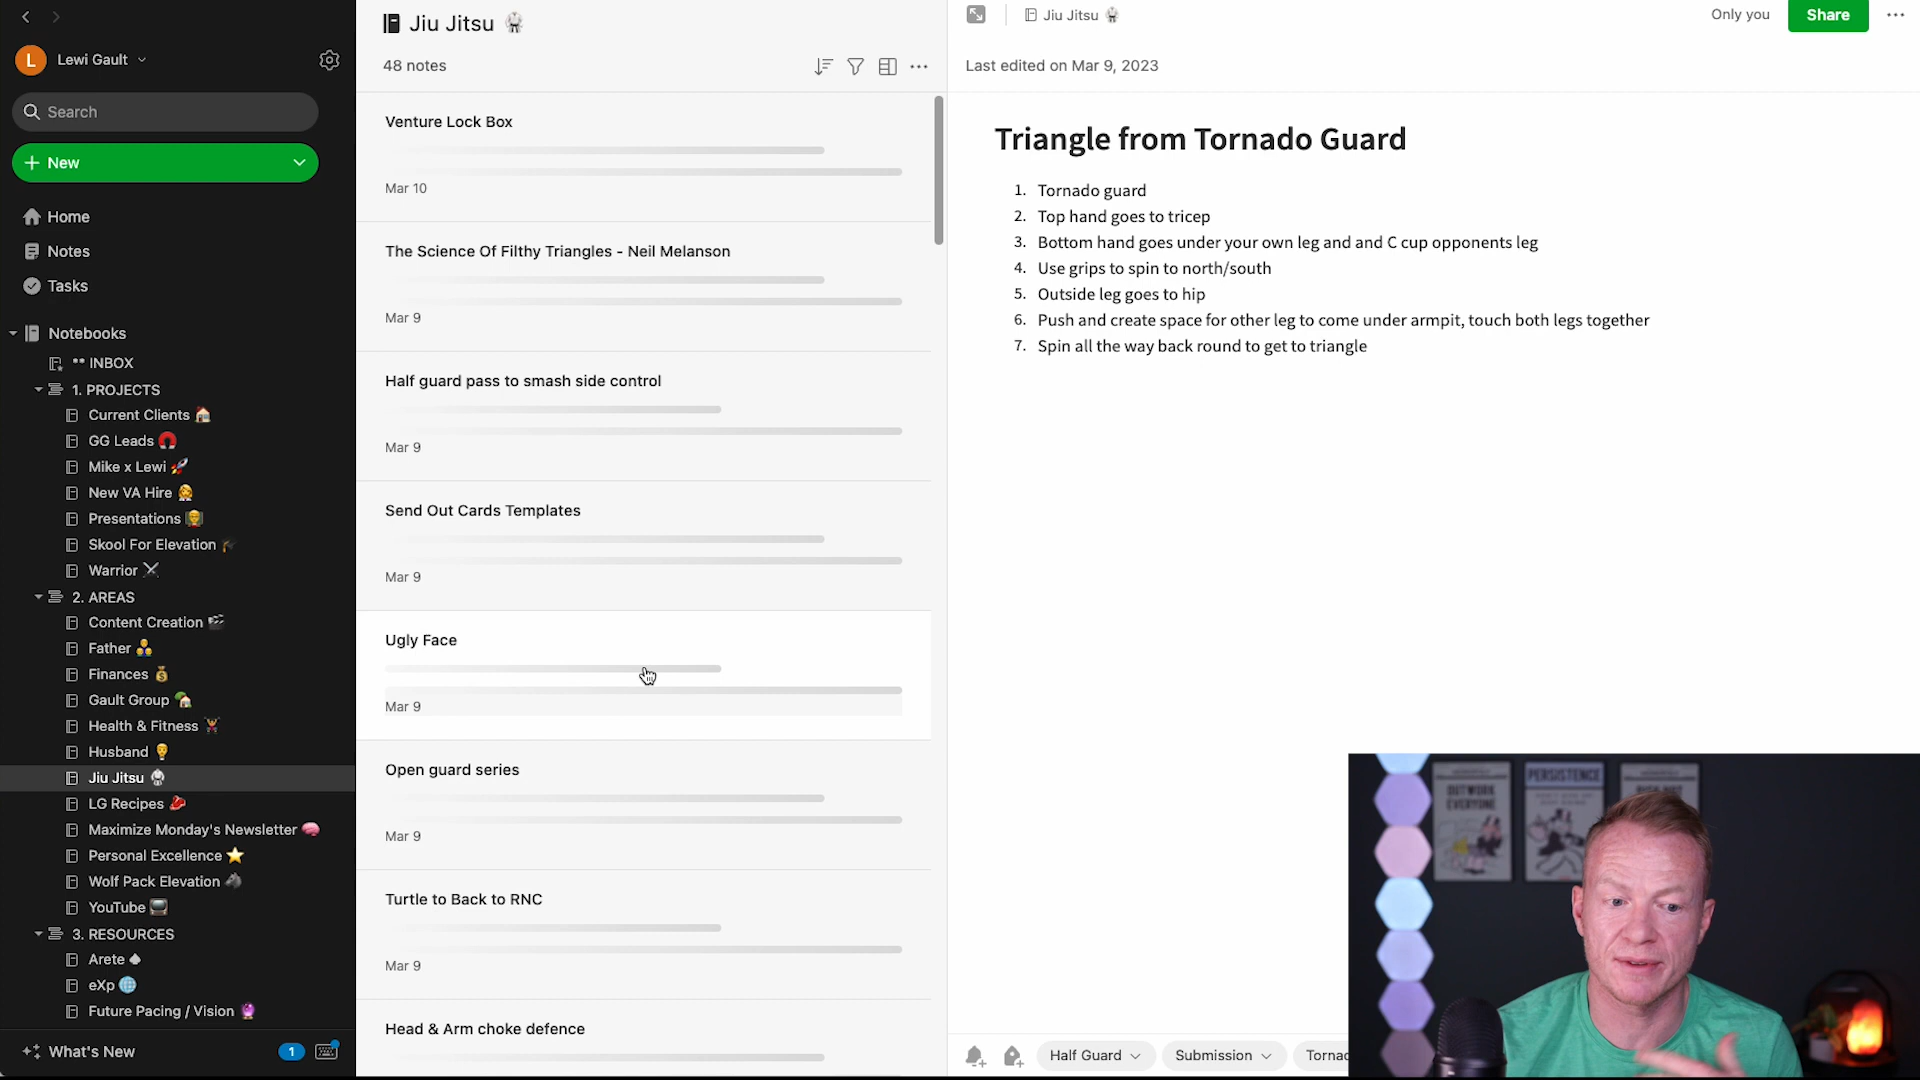 L
Lewi Gault
Search
New
Home
Notes
Tasks
Notebooks
** INBOX
1. PROJECTS
Current Clients 🏠
GG Leads 🧲
Mike x Lewi 🚀
New VA Hire 👩‍💼
Presentations 👨‍🏫
Skool For Elevation 🎓
Warrior ⚔️
2. AREAS
Content Creation 🎬
Father 👨‍👦
Finances 💰
Gault Group 🏡
Health & Fitness 🏋️
Husband 🤵
Jiu Jitsu 🥋
LG Recipes 🥩
Maximize Monday's Newsletter 🧠
Personal Excellence ⭐
Wolf Pack Elevation 🐺
YouTube 📺
3. RESOURCES
Arete ♠
eXp 🌐
Future Pacing / Vision 🔮
What's New
1
Jiu Jitsu 🥋
48 notes
Venture Lock Box
Mar 10
The Science Of Filthy Triangles - Neil Melanson
Mar 9
Half guard pass to smash side control
Mar 9
Send Out Cards Templates
Mar 9
Ugly Face
Mar 9
Open guard series
Mar 9
Turtle to Back to RNC
Mar 9
Head & Arm choke defence
Jiu Jitsu 🥋
Only you
Share
Last edited on Mar 9, 2023
Triangle from Tornado Guard
1. Tornado guard
2. Top hand goes to tricep
3. Bottom hand goes under your own leg and and C cup opponents leg
4. Use grips to spin to north/south
5. Outside leg goes to hip
6. Push and create space for other leg to come under armpit, touch both legs together
7. Spin all the way back round to get to triangle
Half Guard
Submission
Tornad
OUTWORK
EVERYONE
PERSISTENCE